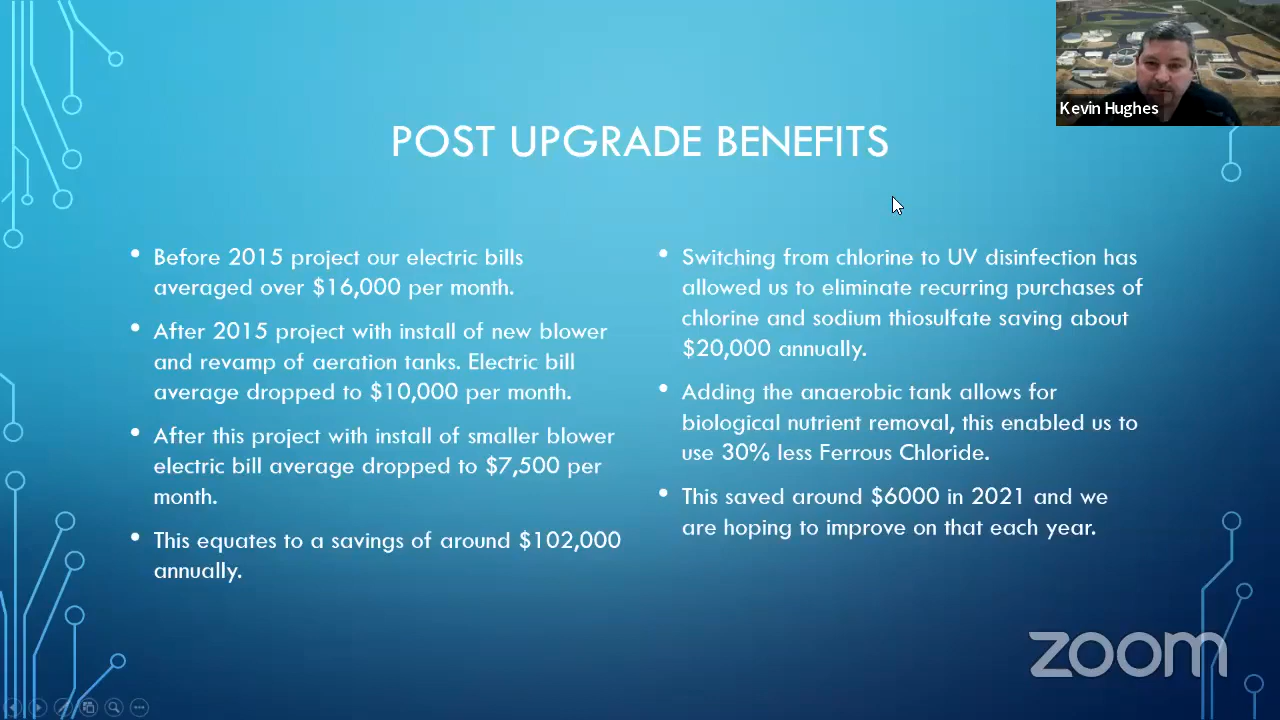 Kevin Hughes
POST UPGRADE BENEFITS
• Before 2015 project our electric bills
averaged over $16,000 per month.
• After 2015 project with install of new blower
and revamp of aeration tanks. Electric bill
average dropped to $10,000 per month.
• After this project with install of smaller blower
electric bill average dropped to $7,500 per
month.
• This equates to a savings of around $102,000
annually.
• Switching from chlorine to UV disinfection has
allowed us to eliminate recurring purchases of
chlorine and sodium thiosulfate saving about
$20,000 annually.
• Adding the anaerobic tank allows for
biological nutrient removal, this enabled us to
use 30% less Ferrous Chloride.
• This saved around $6000 in 2021 and we
are hoping to improve on that each year.
zoom